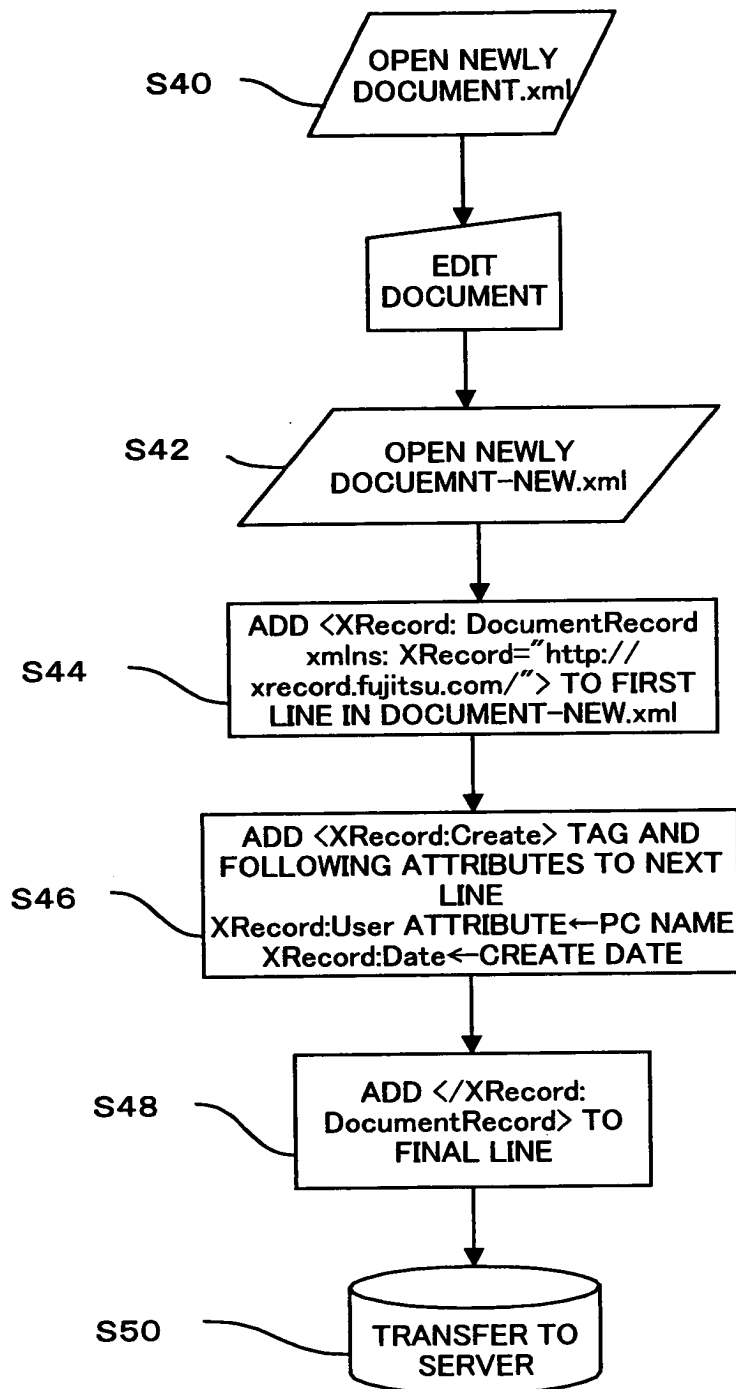 S40
OPEN NEWLY
DOCUMENT.xml
EDIT
DOCUMENT
S42
OPEN NEWLY
DOCUEMNT-NEW.xml
S44
ADD <XRecord: DocumentRecord
xmlns: XRecord="http://
xrecord.fujitsu.com/"> TO FIRST
LINE IN DOCUMENT-NEW.xml
S46
ADD <XRecord:Create> TAG AND
FOLLOWING ATTRIBUTES TO NEXT
LINE
XRecord:User ATTRIBUTE←PC NAME
XRecord:Date←CREATE DATE
S48
ADD </XRecord:
DocumentRecord> TO
FINAL LINE
S50
TRANSFER TO
SERVER